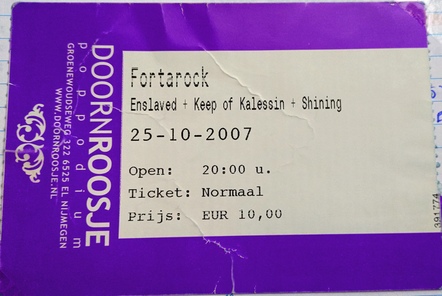 Fortarock
Enslaved + Keep of Kalessin + Shining
25-10-2007
Open: 20:00 u.
Ticket: Normaal
Prijs: EUR 10,00
DOORNROOSJE
poppodium
GROENEWOUDSEWEG 322 6525 EL NIJMEGEN
WWW.DOORNROOSJE.NL
391774